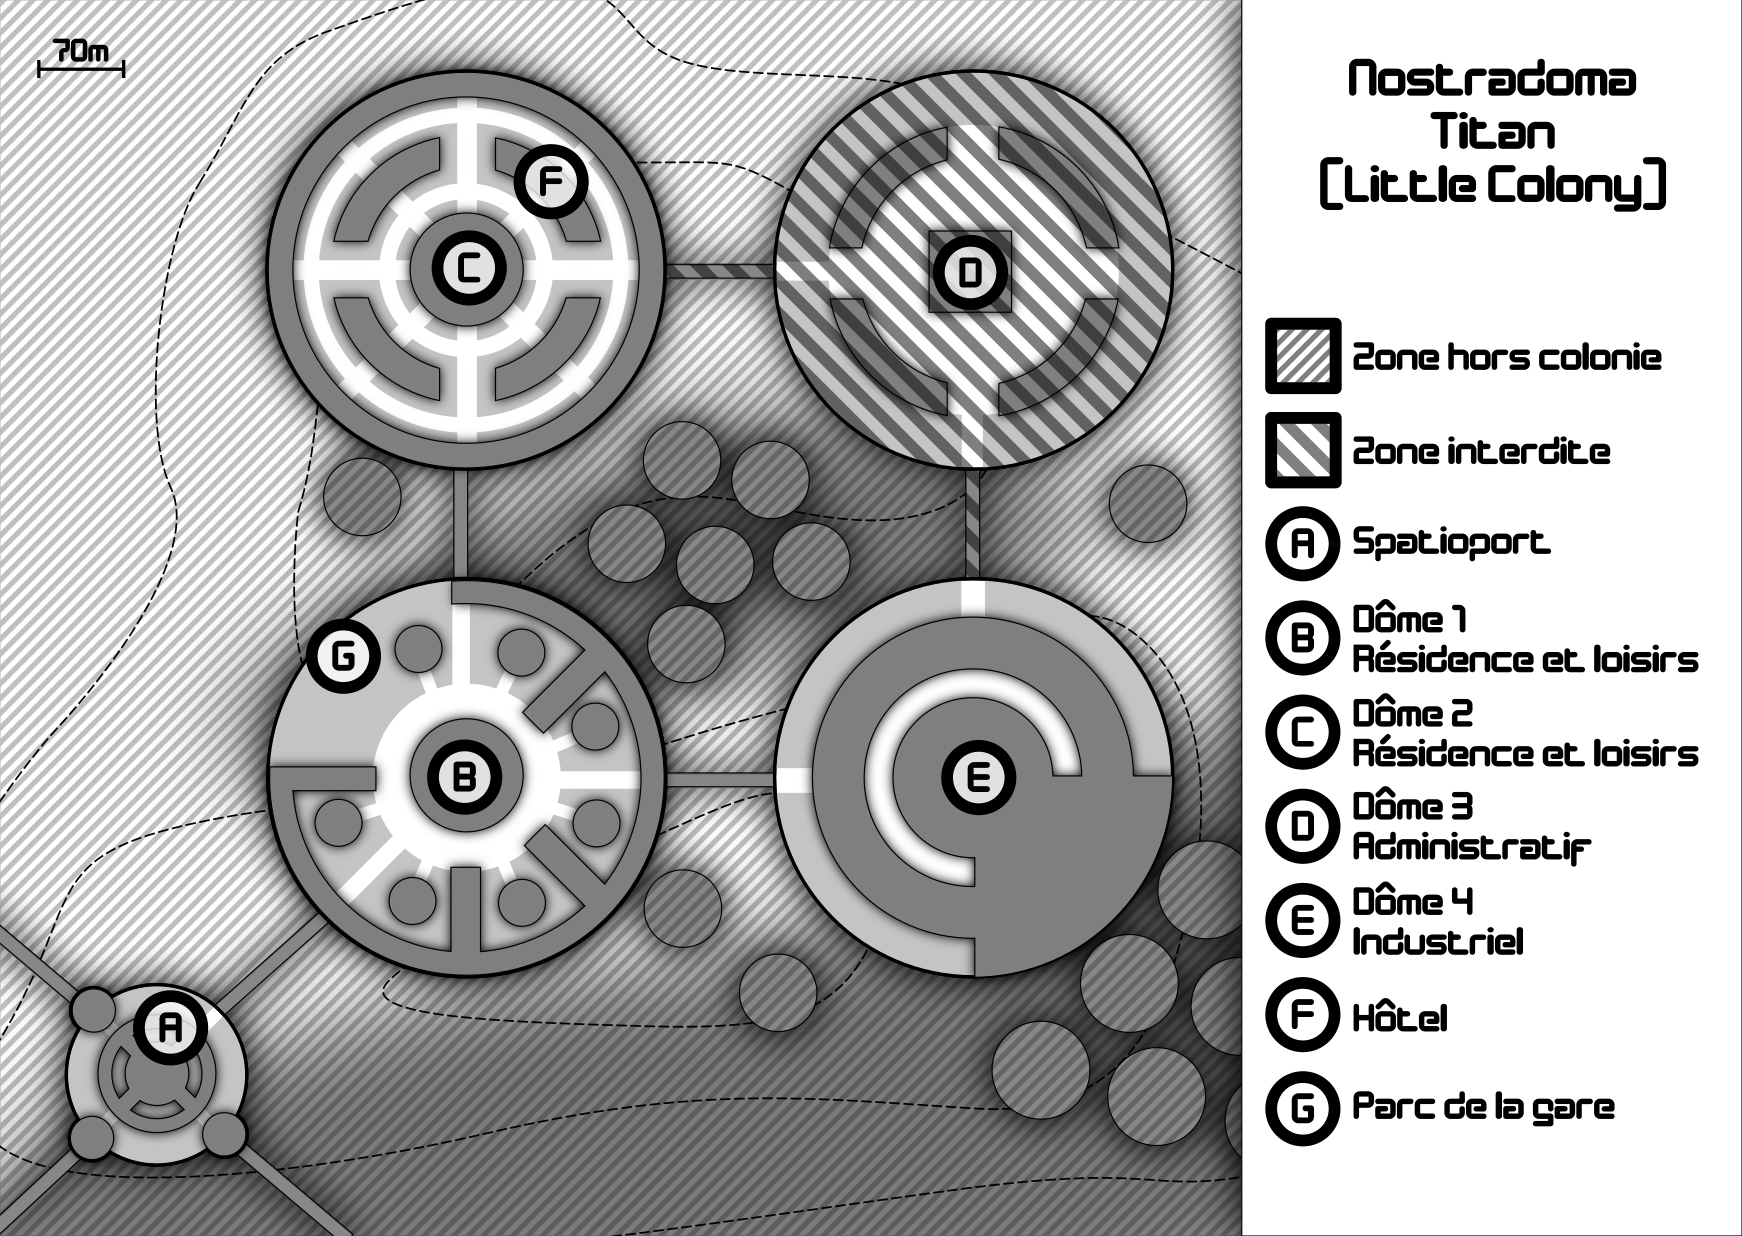 70m
Nostradoma
Titan
[Little Colony]
F
C
D
Zone hors colonie
Zone interdite
A
Spatioport
B
Dôme 1
Résidence et loisirs
G
C
Dôme 2
Résidence et loisirs
B
E
D
Dôme 3
Administratif
E
Dôme 4
Industriel
A
F
Hôtel
G
Parc de la gare